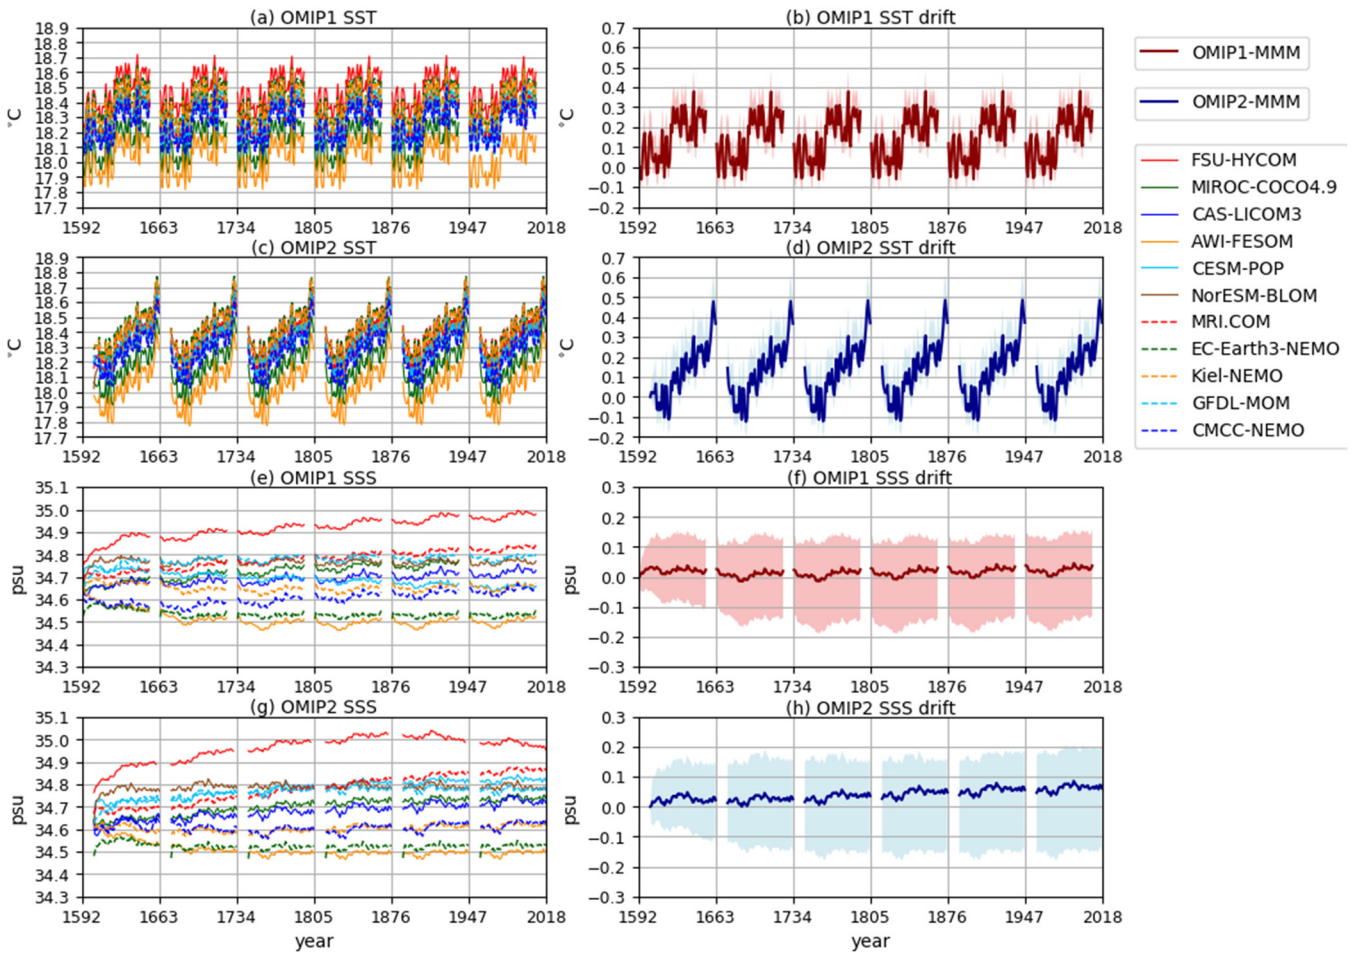 (a) OMIP1 SST
18.9
18.8
18.7
18.6
18.5
18.4
18.3
18.2
18.1
18.0
17.9
17.8
17.7
°C
1592 1663 1734 1805 1876 1947 2018
(b) OMIP1 SST drift
0.7
0.6
0.5
0.4
0.3
0.2
0.1
0.0
−0.1
−0.2
°C
1592 1663 1734 1805 1876 1947 2018
(c) OMIP2 SST
18.9
18.8
18.7
18.6
18.5
18.4
18.3
18.2
18.1
18.0
17.9
17.8
17.7
°C
1592 1663 1734 1805 1876 1947 2018
(d) OMIP2 SST drift
0.7
0.6
0.5
0.4
0.3
0.2
0.1
0.0
−0.1
−0.2
°C
1592 1663 1734 1805 1876 1947 2018
(e) OMIP1 SSS
35.1
35.0
34.9
34.8
34.7
34.6
34.5
34.4
34.3
psu
1592 1663 1734 1805 1876 1947 2018
(f) OMIP1 SSS drift
0.3
0.2
0.1
0.0
−0.1
−0.2
−0.3
psu
1592 1663 1734 1805 1876 1947 2018
(g) OMIP2 SSS
35.1
35.0
34.9
34.8
34.7
34.6
34.5
34.4
34.3
psu
1592 1663 1734 1805 1876 1947 2018
year
(h) OMIP2 SSS drift
0.3
0.2
0.1
0.0
−0.1
−0.2
−0.3
psu
1592 1663 1734 1805 1876 1947 2018
year
OMIP1-MMM
OMIP2-MMM
FSU-HYCOM
MIROC-COCO4.9
CAS-LICOM3
AWI-FESOM
CESM-POP
NorESM-BLOM
MRI.COM
EC-Earth3-NEMO
Kiel-NEMO
GFDL-MOM
CMCC-NEMO